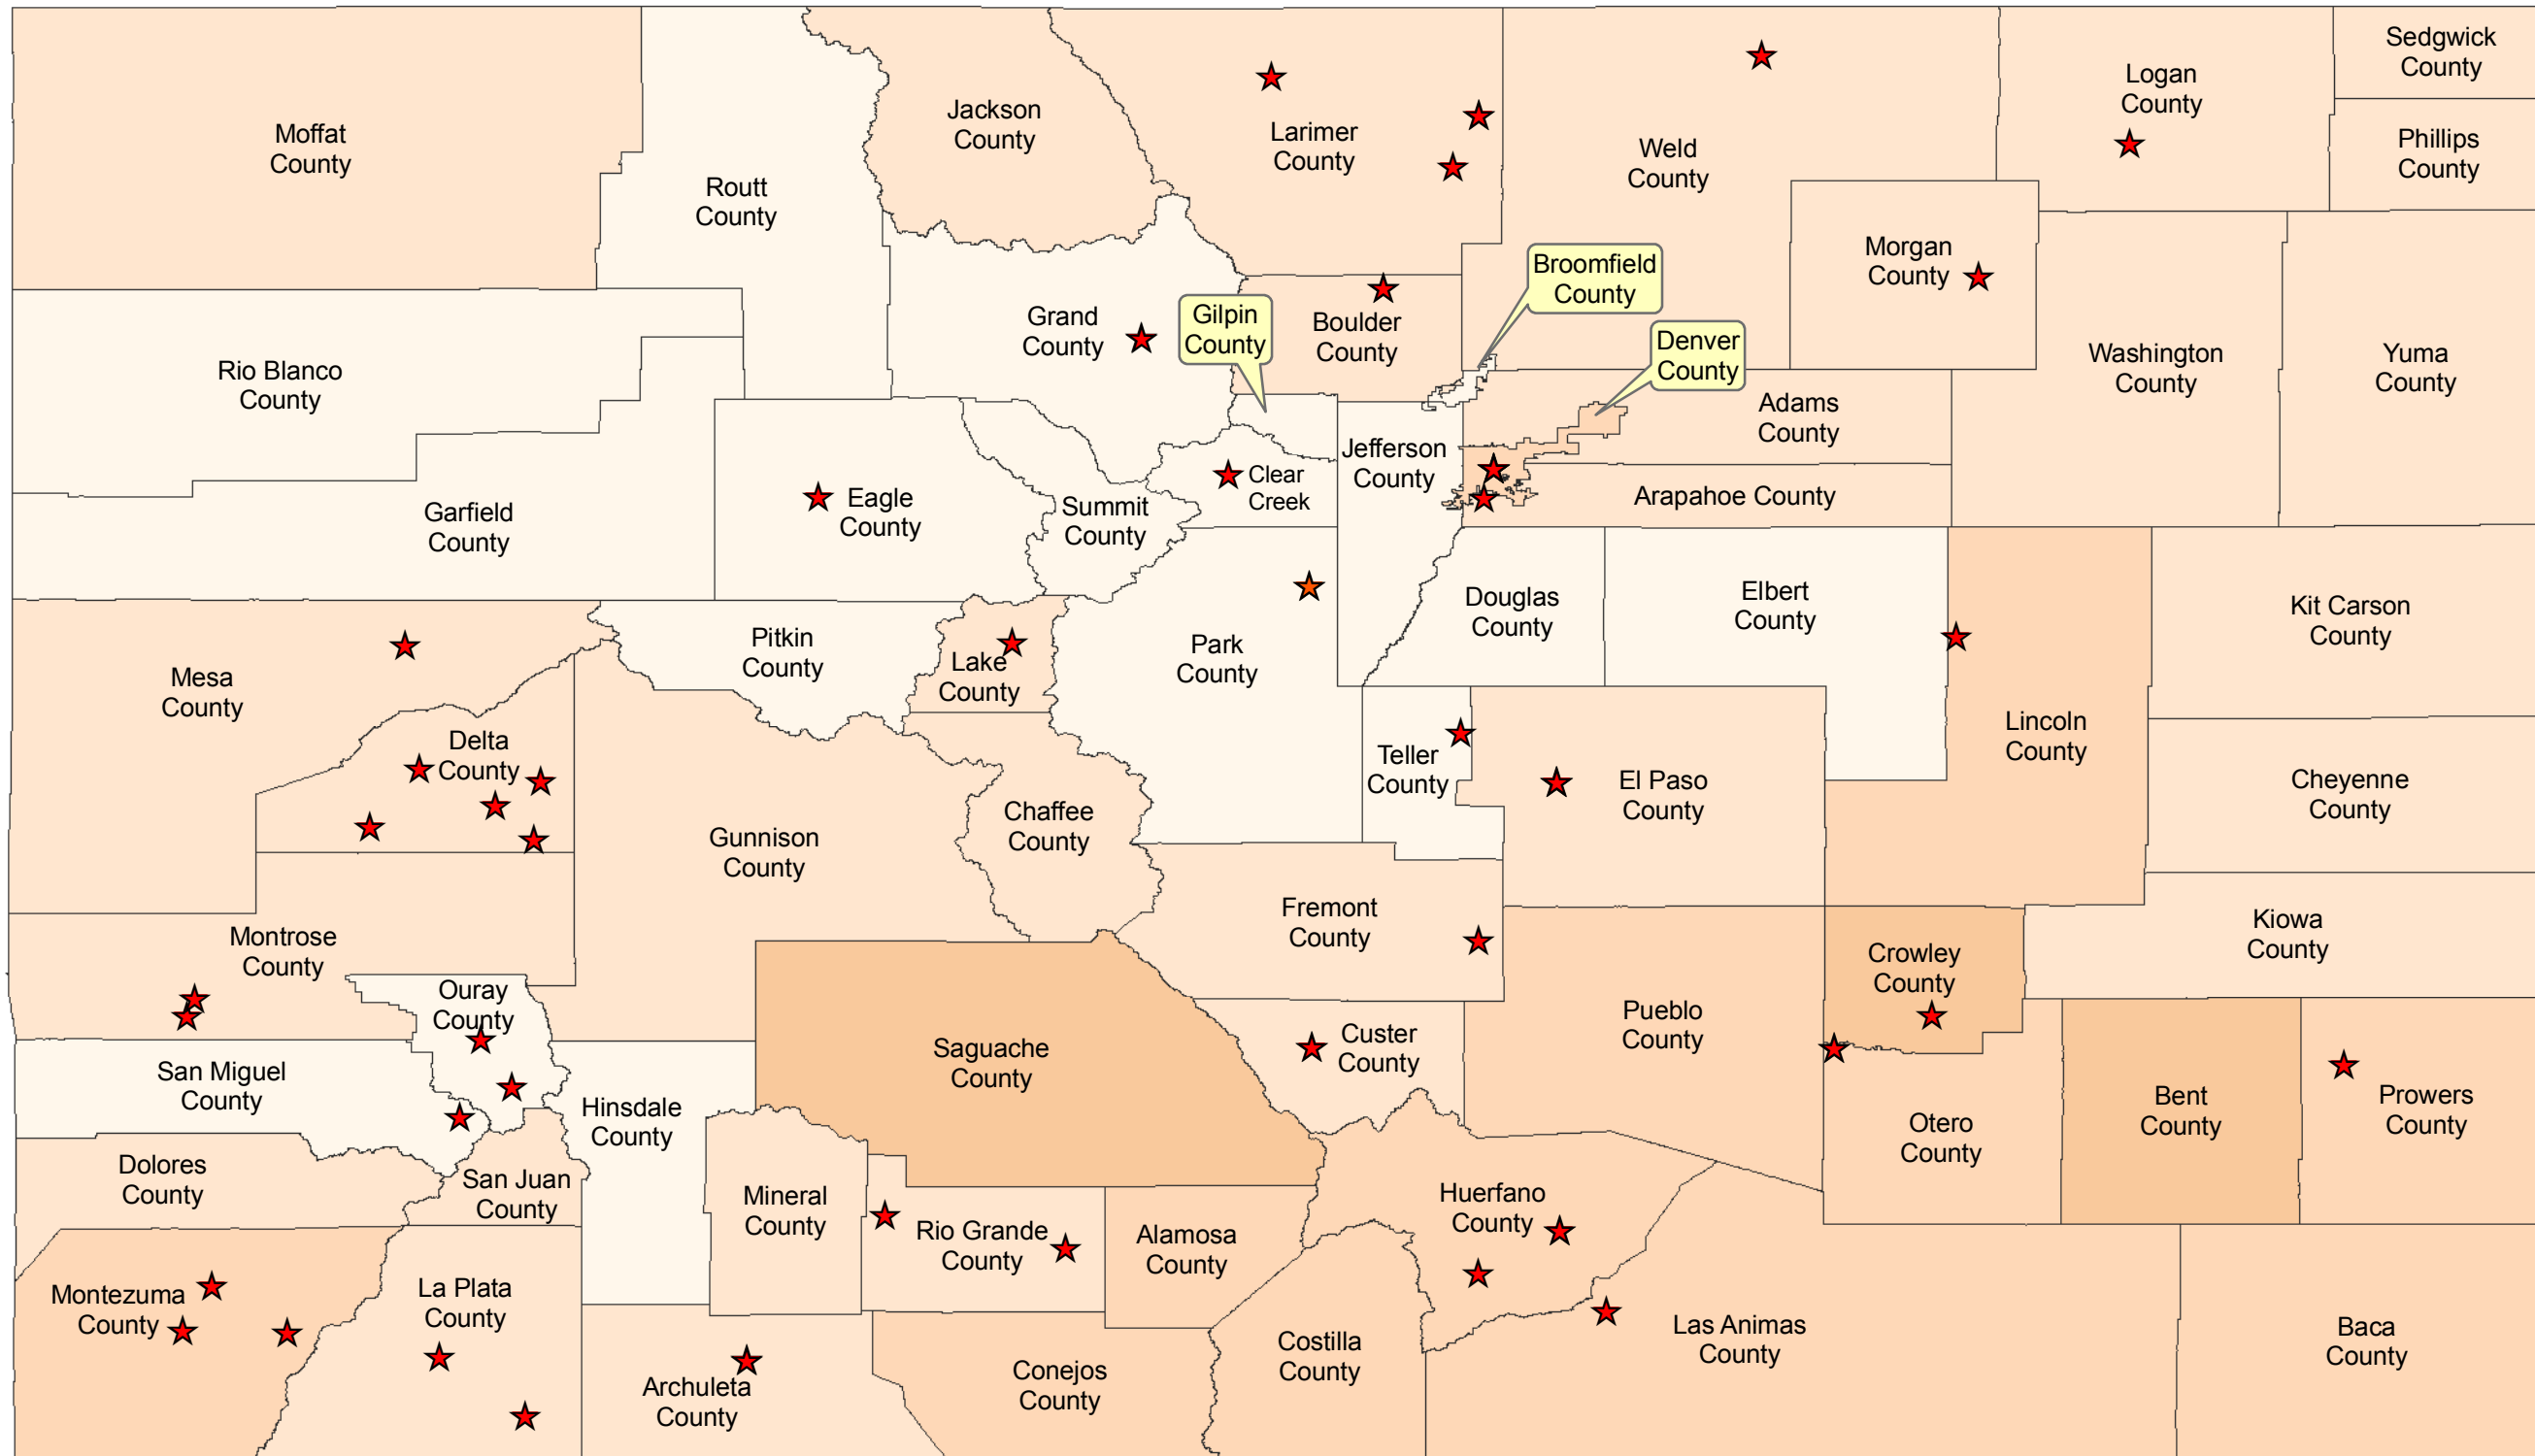 Sedgwick
County
Logan
County
Jackson
County
Moffat
County
Larimer
County
Weld
County
Phillips
County
Routt
County
Morgan
County
Broomfield
County
Grand
County
Gilpin
County
Boulder
County
Denver
County
Washington
County
Yuma
County
Rio Blanco
County
Adams
County
Jefferson
County
Clear
Creek
Arapahoe County
Eagle
County
Summit
County
Garfield
County
Douglas
County
Elbert
County
Kit Carson
County
Pitkin
County
Park
County
Lake
County
Mesa
County
Lincoln
County
Delta
County
Teller
County
El Paso
County
Cheyenne
County
Chaffee
County
Gunnison
County
Fremont
County
Kiowa
County
Montrose
County
Crowley
County
Ouray
County
Pueblo
County
Custer
County
Saguache
County
San Miguel
County
Hinsdale
County
Bent
County
Prowers
County
Otero
County
Dolores
County
San Juan
County
Mineral
County
Huerfano
County
Rio Grande
County
Alamosa
County
La Plata
County
Montezuma
County
Las Animas
County
Baca
County
Costilla
County
Conejos
County
Archuleta
County